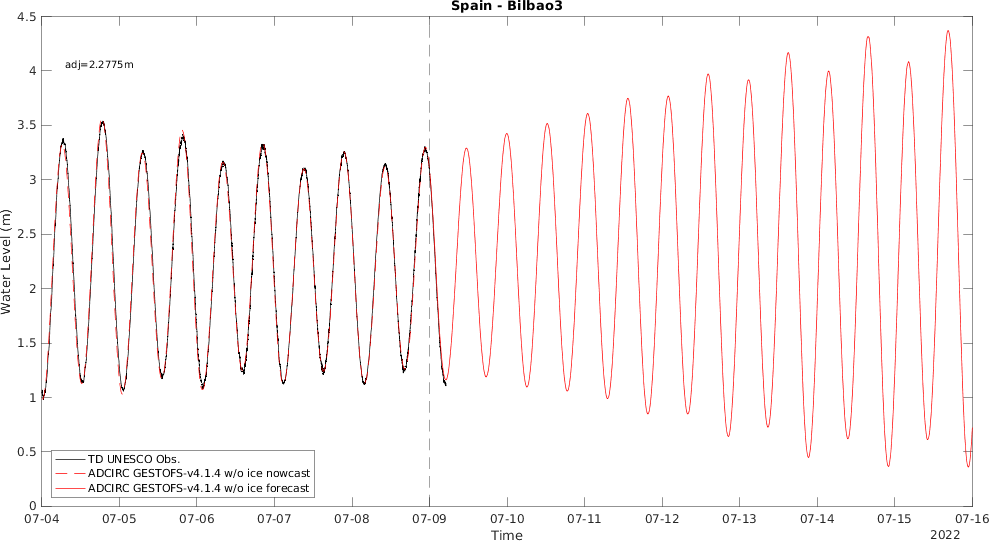 Spain - Bilbao3
4.5
4
3.5
3
2.5
2
1.5
1
0.5
0
Water Level (m)
adj=2.2775m
TD UNESCO Obs.
ADCIRC GESTOFS-v4.1.4 w/o ice nowcast
ADCIRC GESTOFS-v4.1.4 w/o ice forecast
07-04 07-05 07-06 07-07 07-08 07-09 07-10 07-11 07-12 07-13 07-14 07-15 07-16
Time
2022